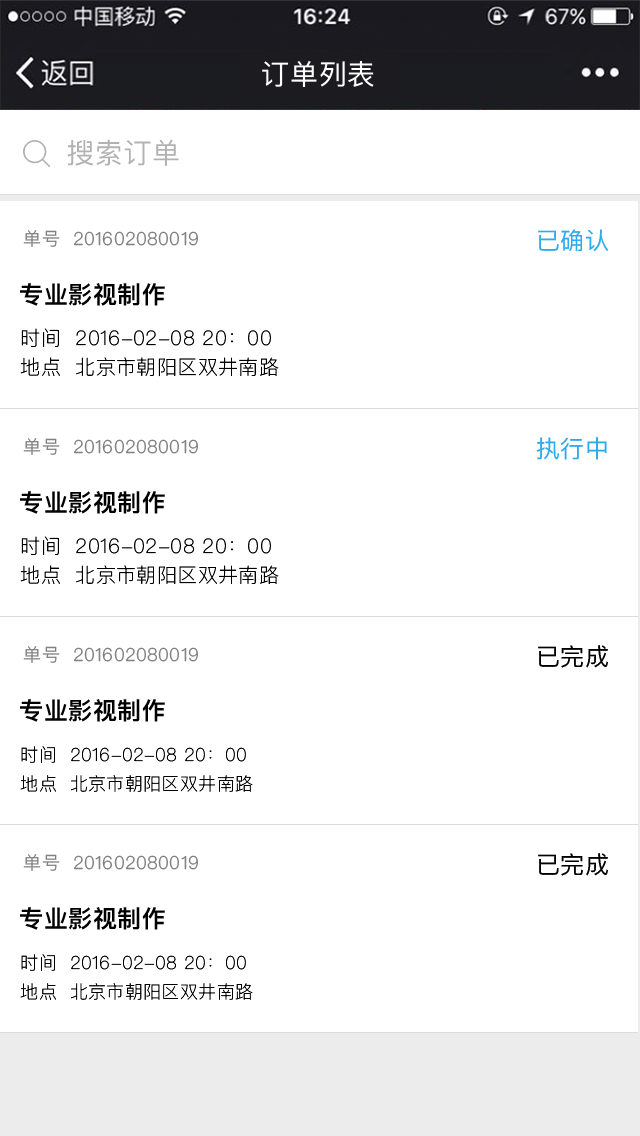 中国移动 16:24 67%
返回 订单列表
搜索订单
单号 201602080019 已确认
专业影视制作
时间 2016-02-08 20：00
地点 北京市朝阳区双井南路
单号 201602080019 执行中
专业影视制作
时间 2016-02-08 20：00
地点 北京市朝阳区双井南路
单号 201602080019 已完成
专业影视制作
时间 2016-02-08 20：00
地点 北京市朝阳区双井南路
单号 201602080019 已完成
专业影视制作
时间 2016-02-08 20：00
地点 北京市朝阳区双井南路